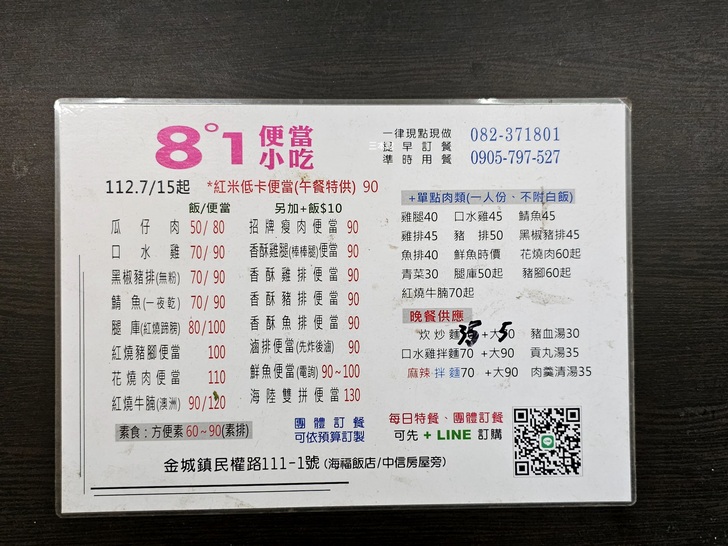 8°1 便當小吃
一律現點現做
提早訂餐
準時用餐
082-371801
0905-797-527
112.7/15起 *紅米低卡便當(午餐特供) 90
飯/便當
瓜仔肉 50/80
口水雞 70/90
黑椒豬排(無粉) 70/90
鯖魚(一夜乾) 70/90
腿庫(紅燒蹄膀) 80/100
紅燒豬腳便當 100
花燒肉便當 110
紅燒牛腩(澳洲) 90/120
素食:方便素60~90(素排)
另加+飯$10
招牌瘦肉便當 90
香酥雞腿(棒棒腿)便當 90
香酥雞排便當 90
香酥豬排便當 90
香酥魚排便當 90
滷排便當(先炸後滷) 90
鮮魚便當(電詢) 90~100
海陸雙拼便當 130
+單點肉類(一人份、不附白飯)
雞腿40 口水雞45 鯖魚45
雞排45 豬排50 黑椒豬排45
魚排40 鮮魚時價 花燒肉60起
青菜30 腿庫50起 豬腳60起
紅燒牛腩70起
晚餐供應
炊炒麵35 +大50 豬血湯30
口水雞拌麵70 +大90 貢丸湯35
麻辣拌麵70 +大90 肉羹清湯35
團體訂餐
可依預算訂製
每日特餐、團體訂餐
可先+LINE訂購
金城鎮民權路111-1號(海福飯店/中信房屋旁)